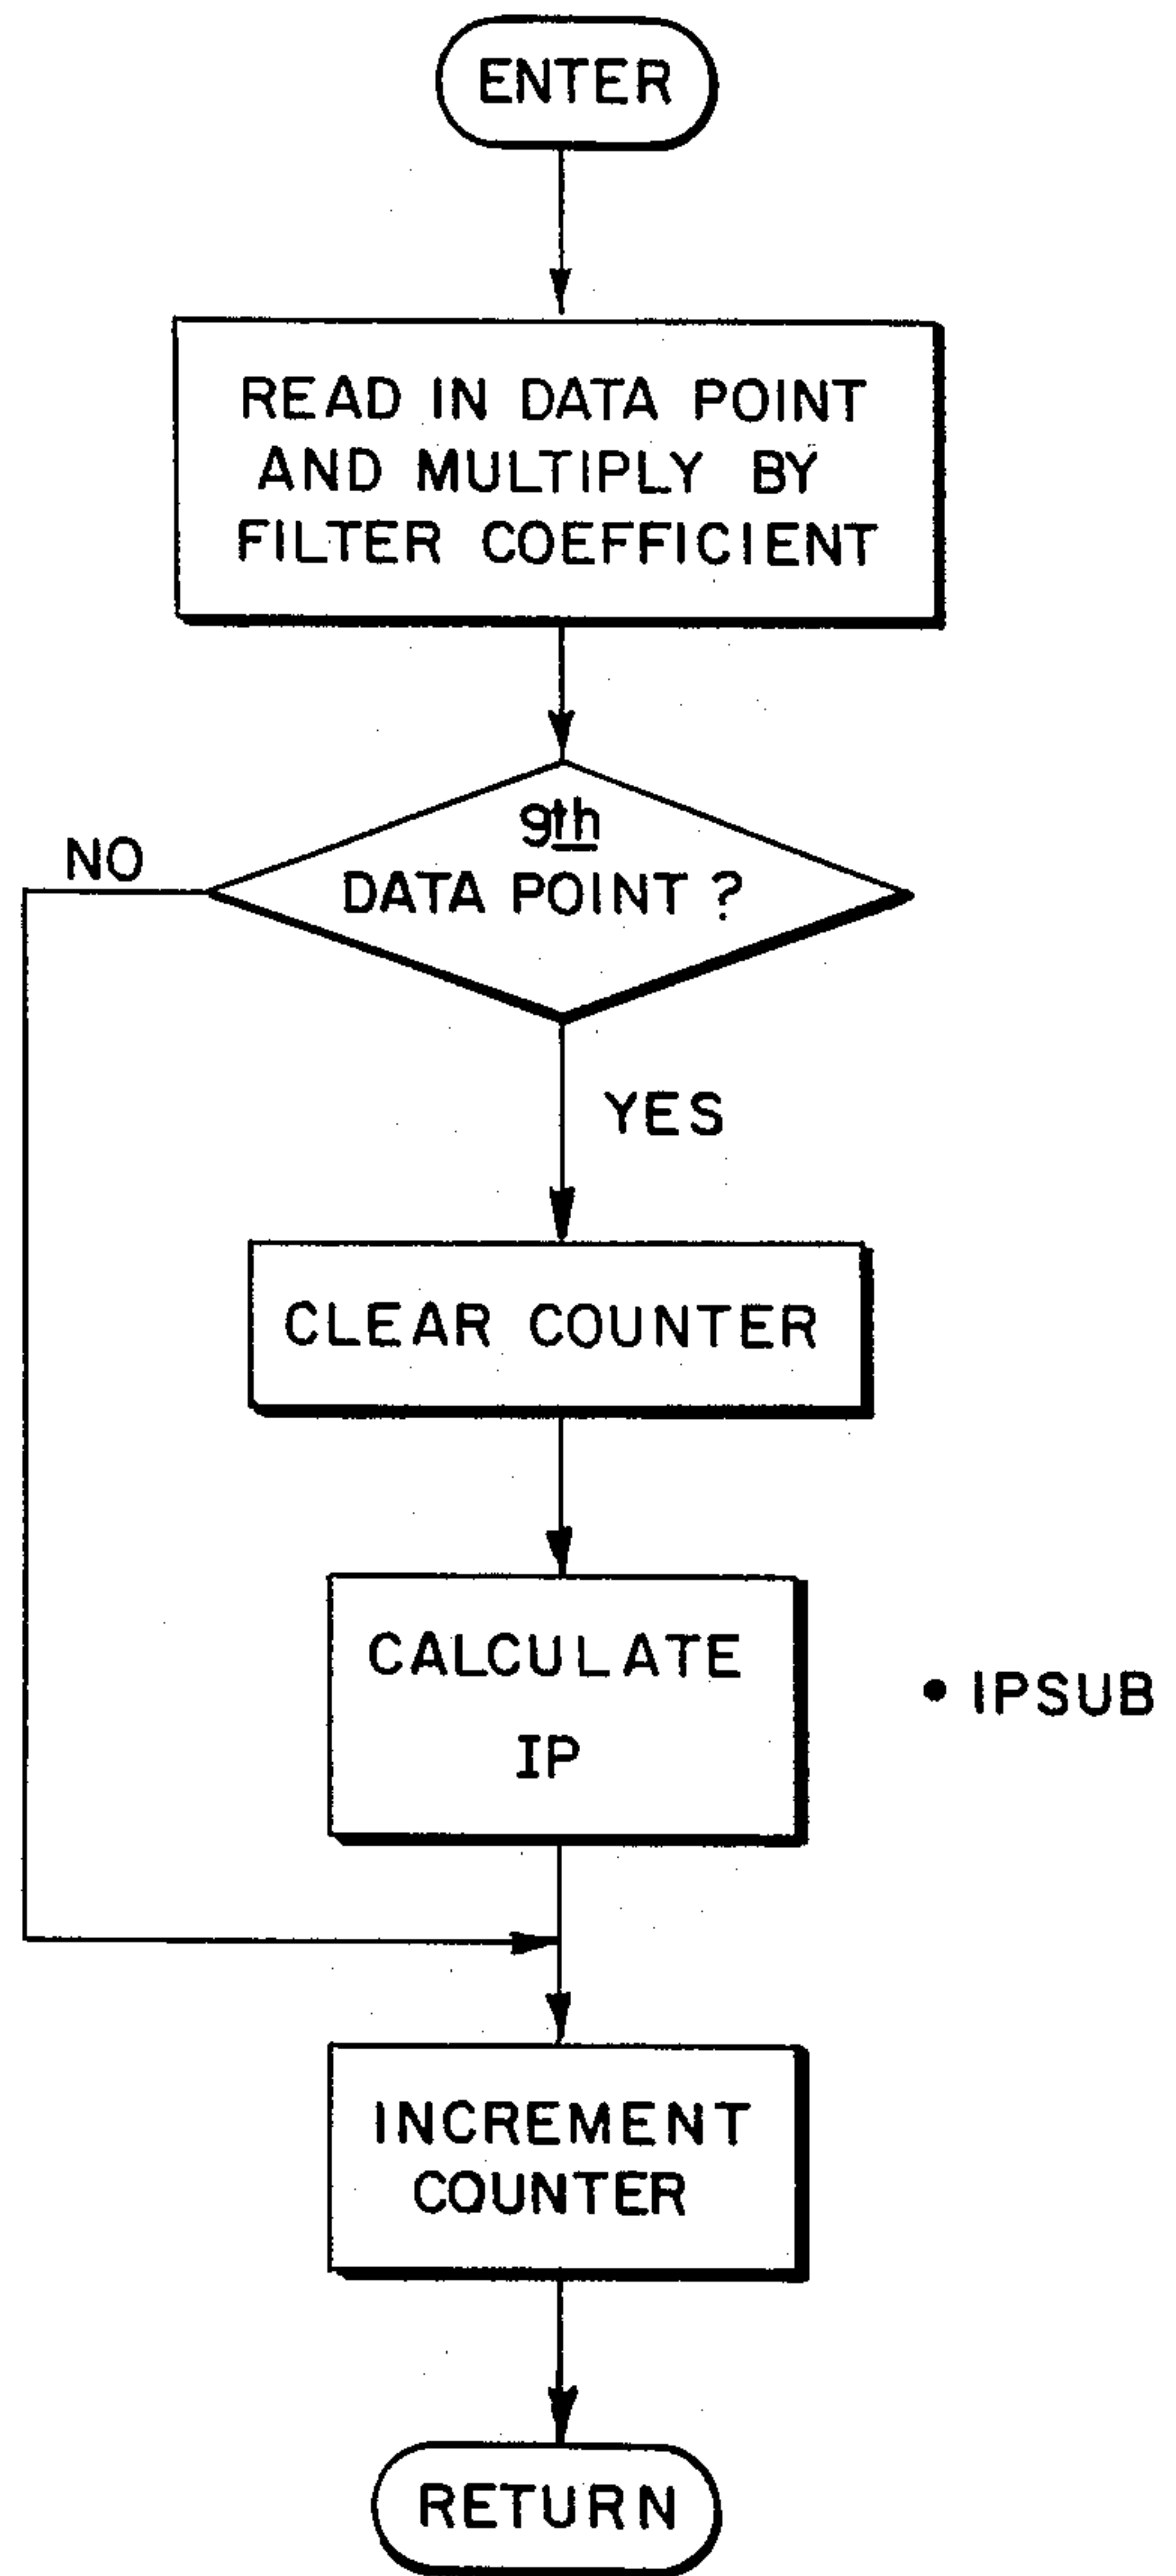 ENTER
READ IN DATA POINT
AND MULTIPLY BY
FILTER COEFFICIENT
9th
DATA POINT ?
NO
YES
CLEAR COUNTER
CALCULATE
IP
• IPSUB
INCREMENT
COUNTER
RETURN